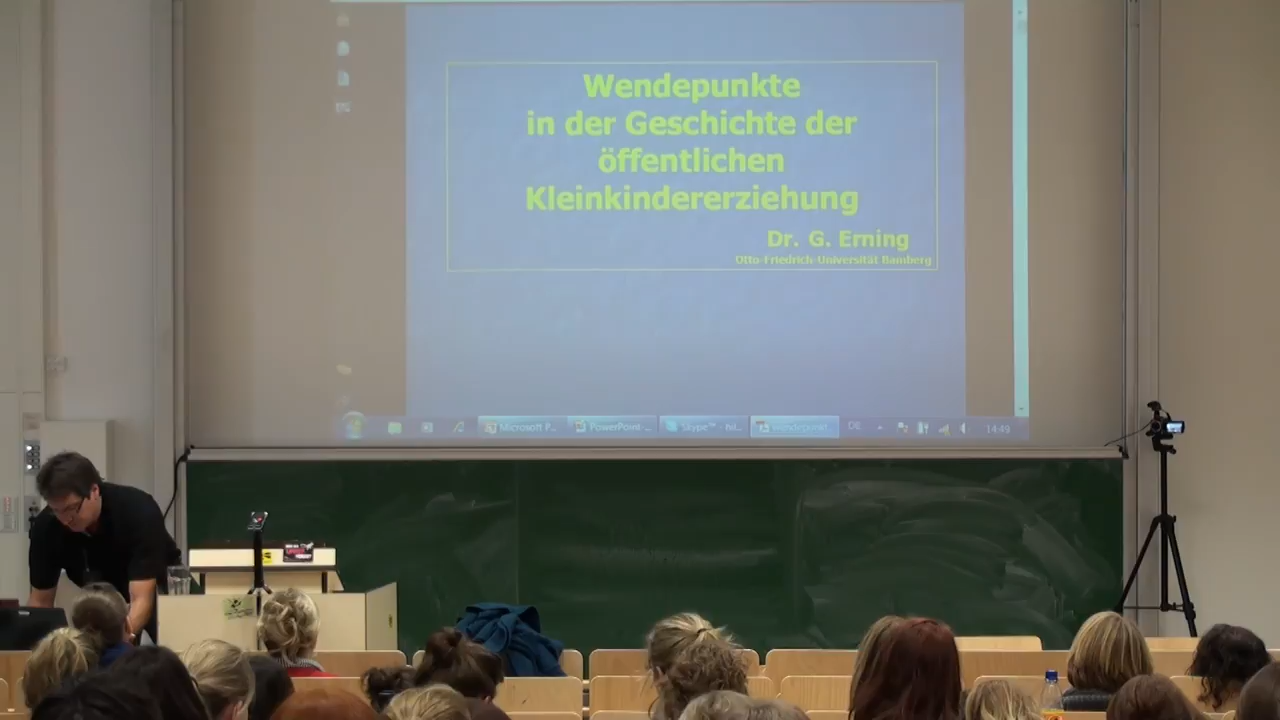 Wendepunkte
in der Geschichte der
öffentlichen
Kleinkindererziehung
Dr. G. Erning
Otto-Friedrich-Universität Bamberg
Microsoft P...
PowerPoint-...
Skype™ -
DE
14:49